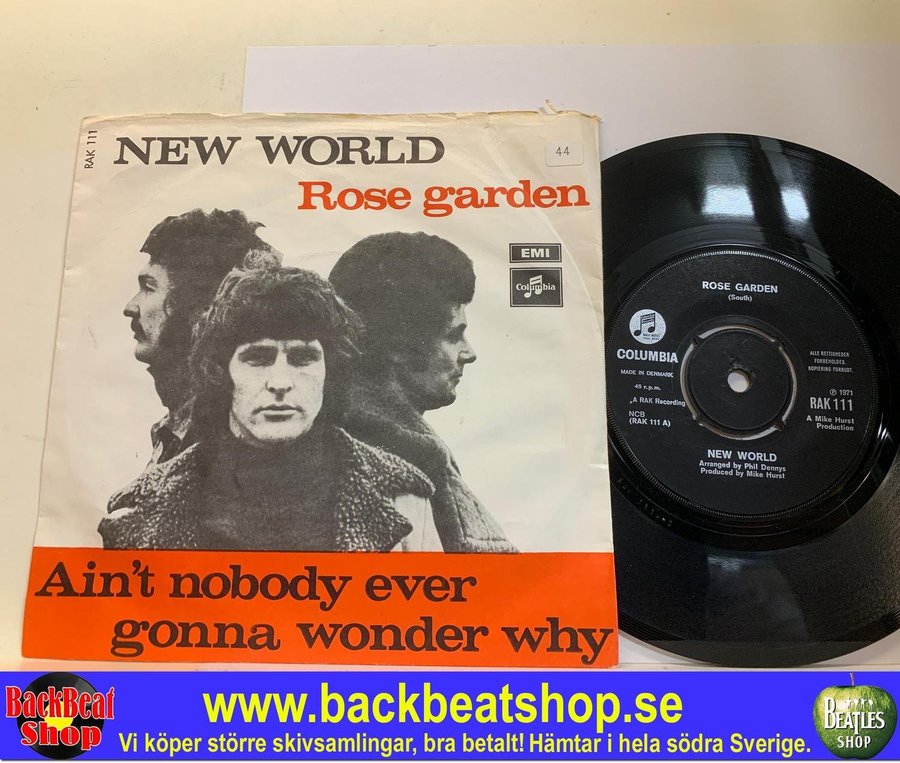 RAK 111
NEW WORLD
44
Rose garden
EMI
Columbia
Ain't nobody ever
gonna wonder why
ROSE GARDEN
(South)
COLUMBIA
MADE IN DENMARK
45 r.p.m.
„A RAK Recording
NCB
(RAK 111 A)
ALLE RETTIGHEDER
FORBEHOLDES.
KOPIERING FORBUDT.
℗ 1971
RAK 111
A Mike Hurst
Production
NEW WORLD
Arranged by Phil Dennys
Produced by Mike Hurst
BackBeat
Shop
www.backbeatshop.se
Vi köper större skivsamlingar, bra betalt! Hämtar i hela södra Sverige.
BEATLES
SHOP